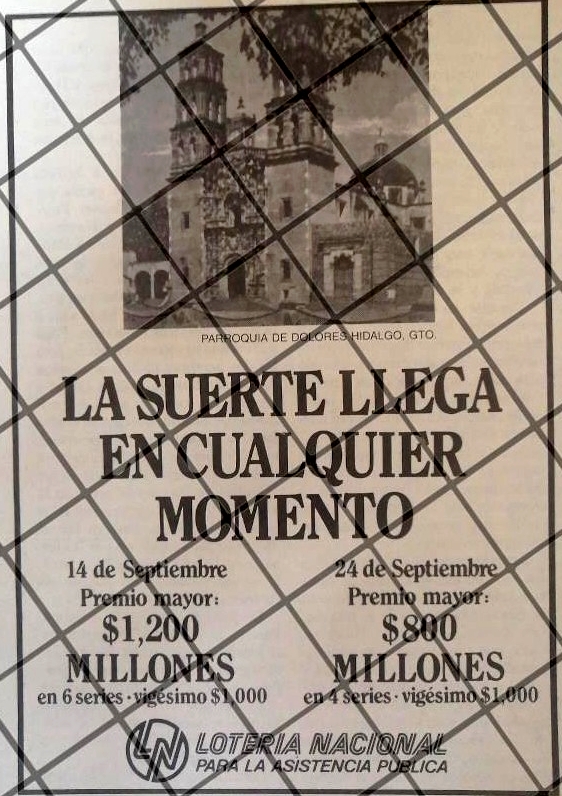 PARROQUIA DE DOLORES HIDALGO, GTO.
LA SUERTE LLEGA
EN CUALQUIER
MOMENTO
14 de Septiembre
Premio mayor:
$1,200
MILLONES
en 6 series · vigésimo $1,000
24 de Septiembre
Premio mayor:
$800
MILLONES
en 4 series · vigésimo $1,000
LN LOTERIA NACIONAL
PARA LA ASISTENCIA PUBLICA